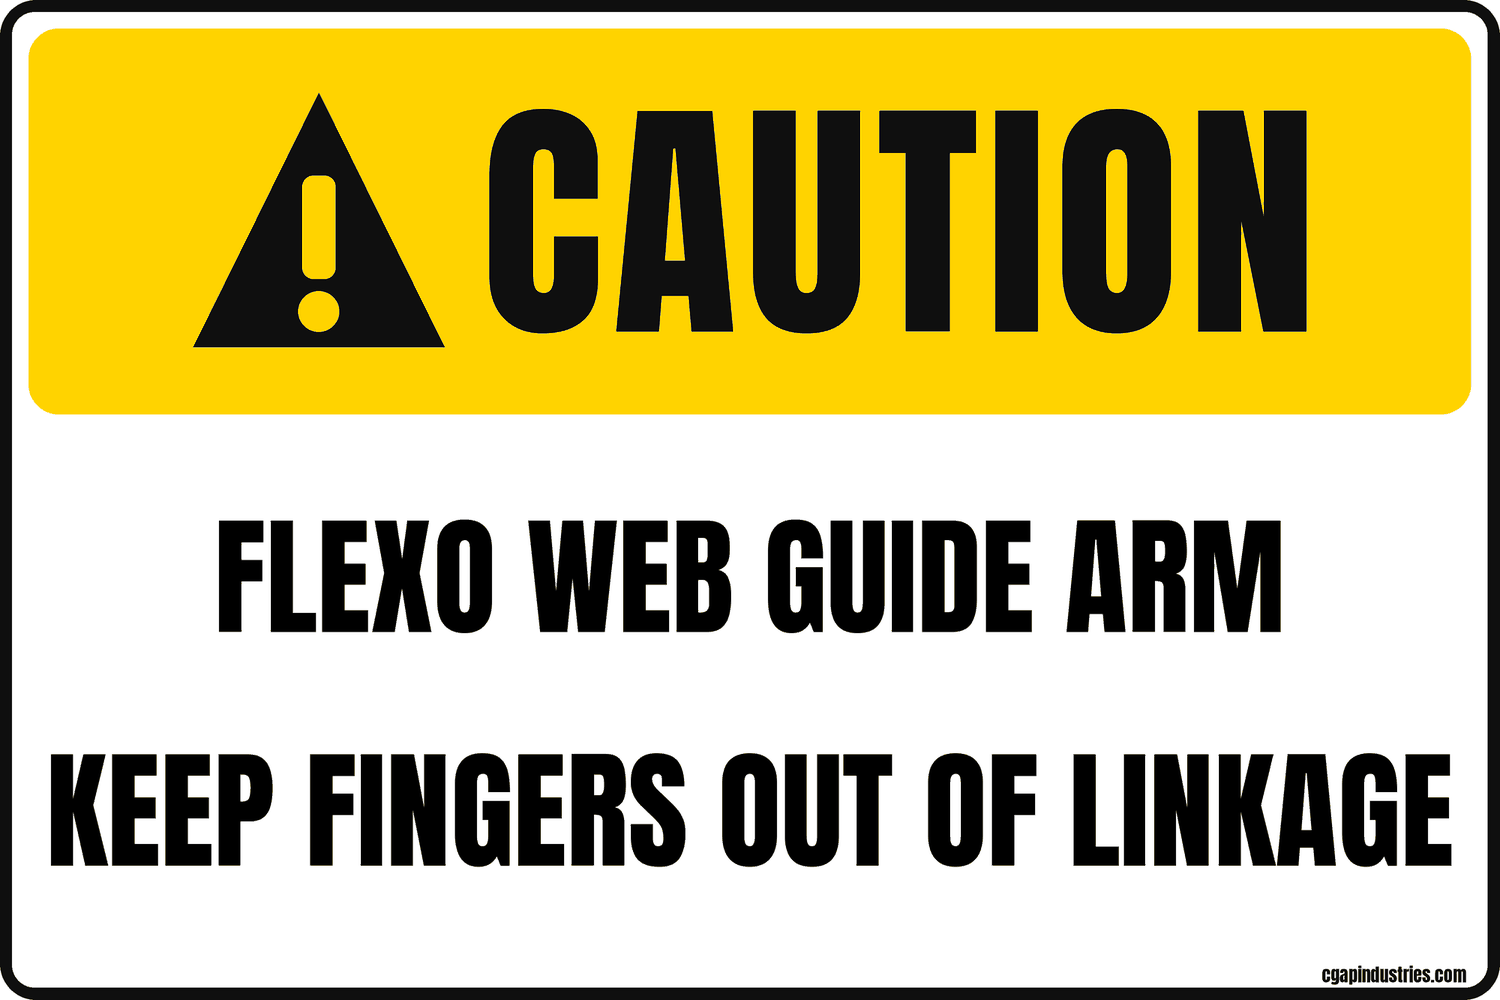 CAUTION
FLEXO WEB GUIDE ARM
KEEP FINGERS OUT OF LINKAGE
cgapindustries.com